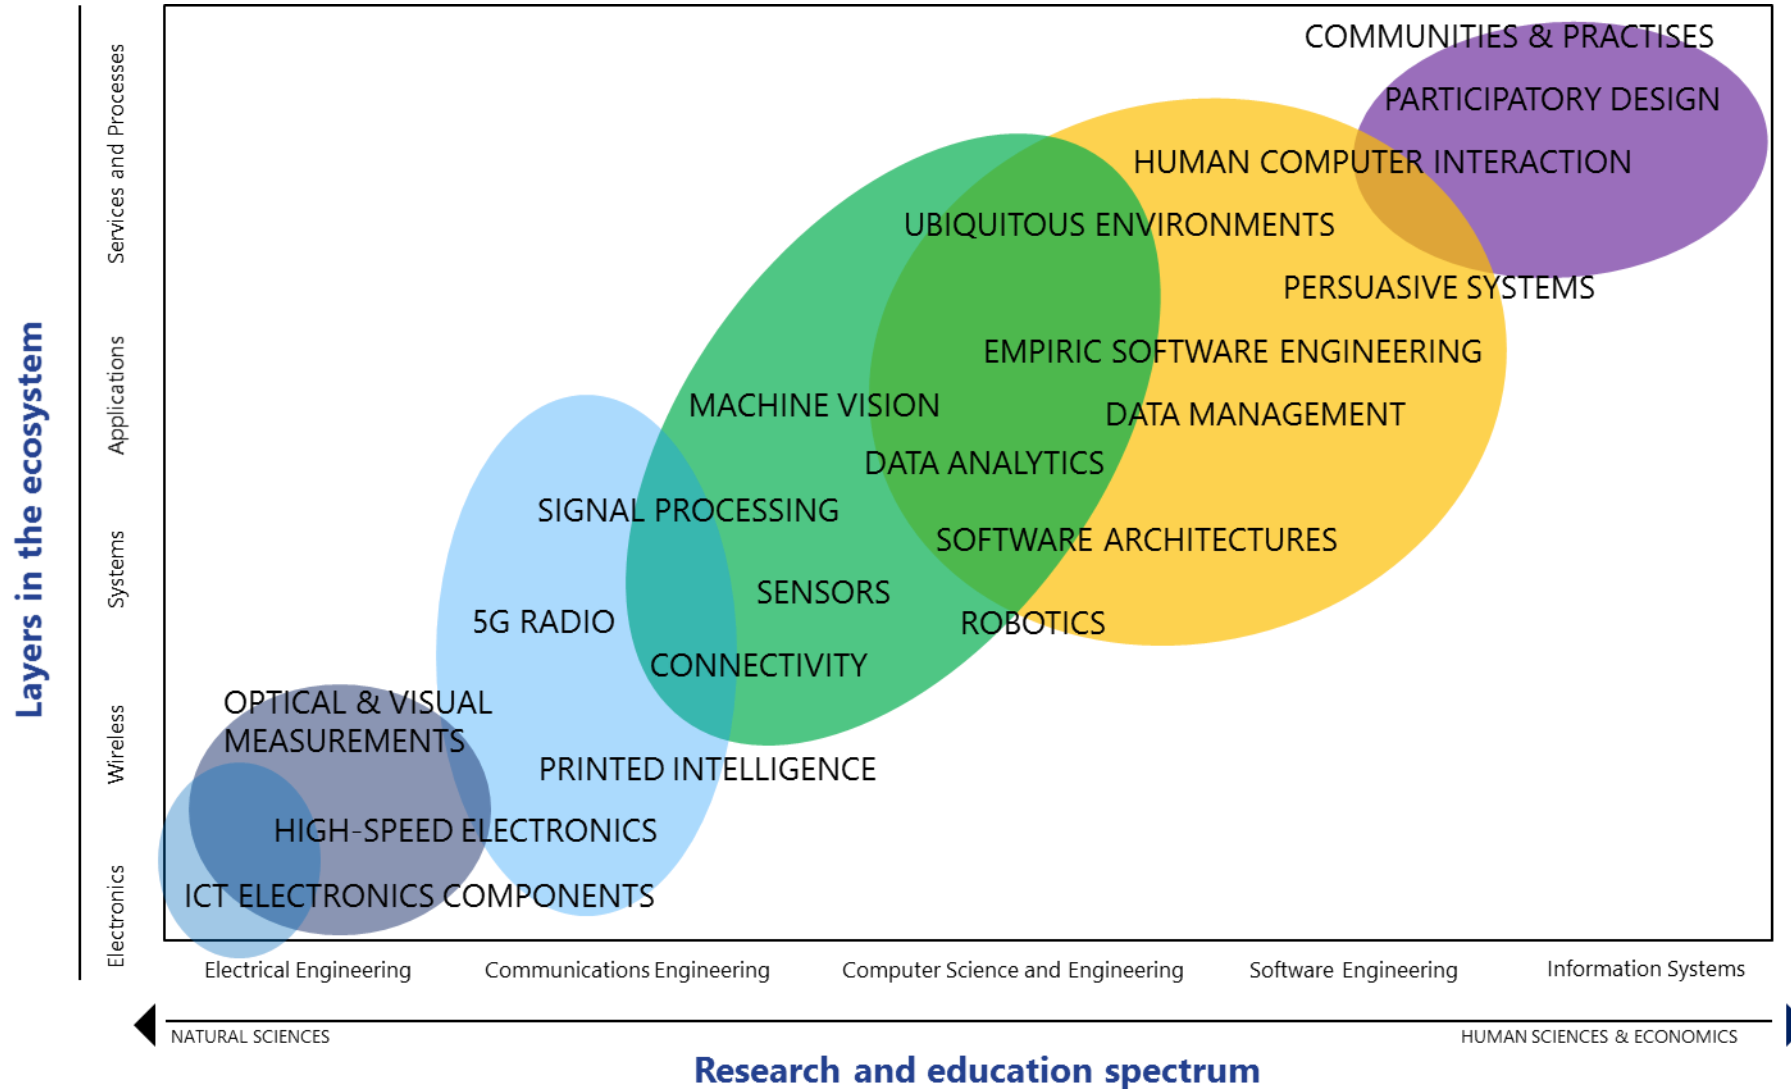 COMMUNITIES & PRACTISES
PARTICIPATORY DESIGN
HUMAN COMPUTER INTERACTION
UBIQUITOUS ENVIRONMENTS
PERSUASIVE SYSTEMS
EMPIRIC SOFTWARE ENGINEERING
MACHINE VISION
DATA MANAGEMENT
DATA ANALYTICS
SIGNAL PROCESSING
SOFTWARE ARCHITECTURES
SENSORS
5G RADIO
ROBOTICS
CONNECTIVITY
OPTICAL & VISUAL
MEASUREMENTS
PRINTED INTELLIGENCE
HIGH-SPEED ELECTRONICS
ICT ELECTRONICS COMPONENTS
Layers in the ecosystem
Services and Processes
Applications
Systems
Wireless
Electronics
Electrical Engineering
Communications Engineering
Computer Science and Engineering
Software Engineering
Information Systems
NATURAL SCIENCES
HUMAN SCIENCES & ECONOMICS
Research and education spectrum